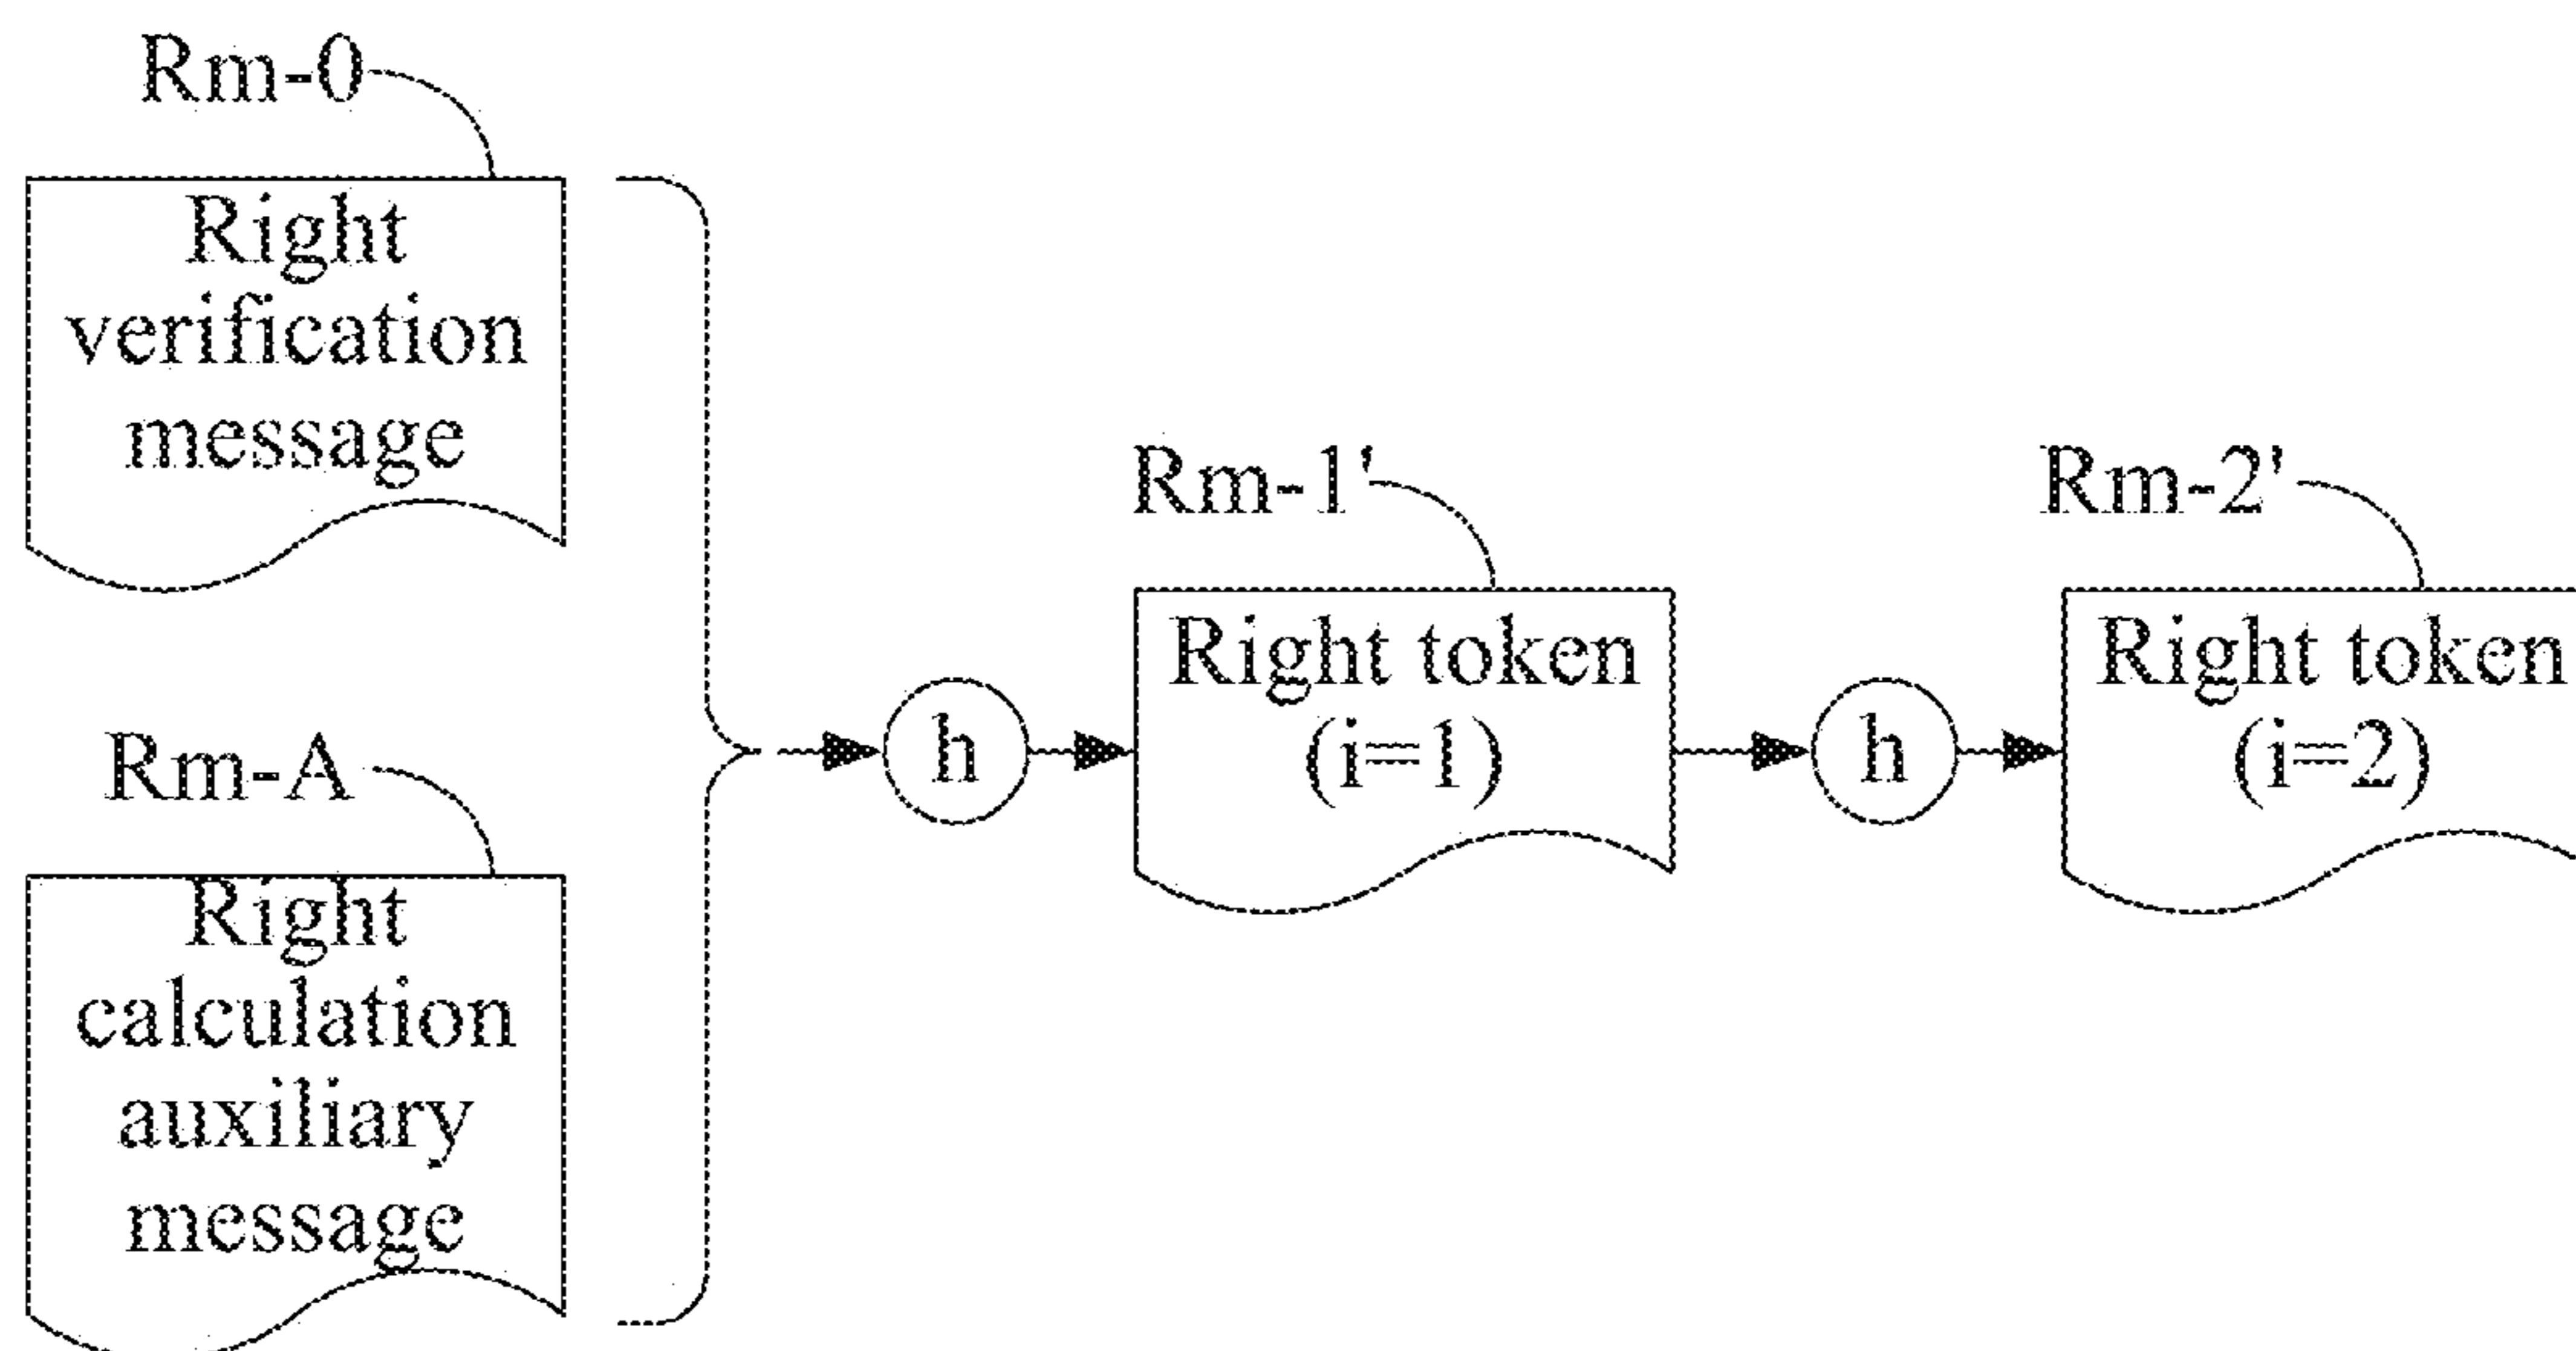 Rm-0
Right
verification
message
Rm-A
Right
calculation
auxiliary
message
h
Rm-1'
Right token
(i=1)
h
Rm-2'
Right token
(i=2)